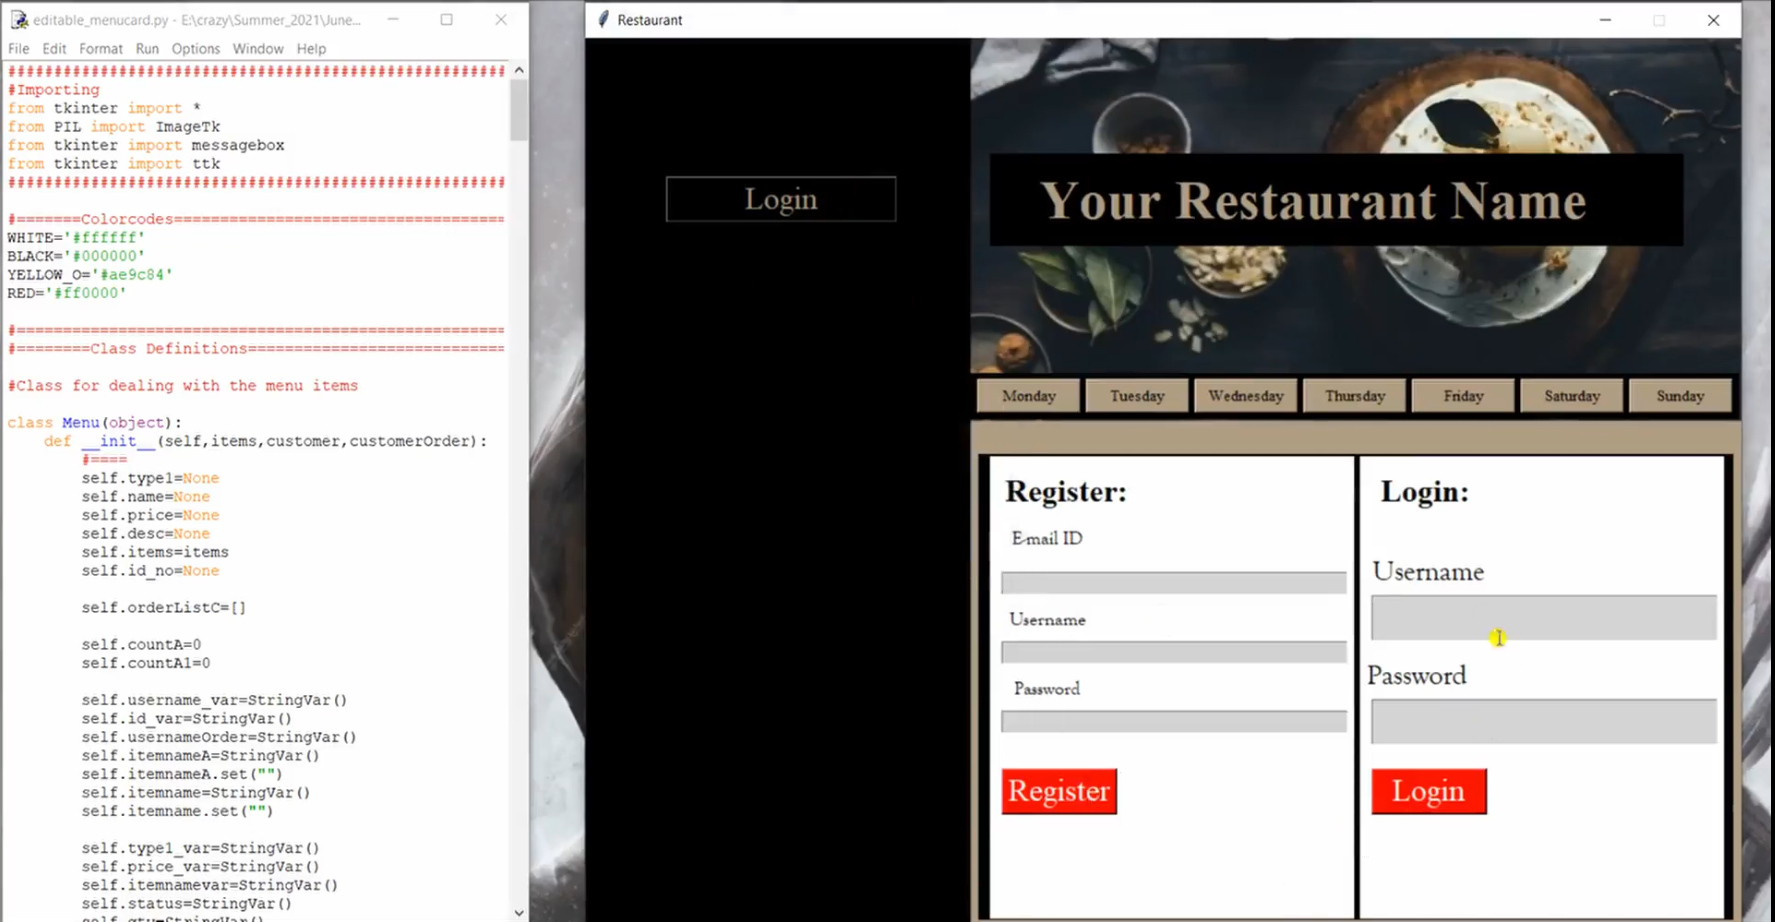 editable_menucard.py - E:\crazy\Summer_2021\June...
File Edit Format Run Options Window Help
######################################################
#Importing
from tkinter import *
from PIL import ImageTk
from tkinter import messagebox
from tkinter import ttk
######################################################
#=======Colorcodes====================================
WHITE='#ffffff'
BLACK='#000000'
YELLOW_O='#ae9c84'
RED='#ff0000'
#=====================================================
#========Class Definitions============================
#Class for dealing with the menu items
class Menu(object):
def __init__(self,items,customer,customerOrder):
#====
self.type1=None
self.name=None
self.price=None
self.desc=None
self.items=items
self.id_no=None
self.orderListC=[]
self.countA=0
self.countA1=0
self.username_var=StringVar()
self.id_var=StringVar()
self.usernameOrder=StringVar()
self.itemnameA=StringVar()
self.itemnameA.set("")
self.itemname=StringVar()
self.itemname.set("")
self.type1_var=StringVar()
self.price_var=StringVar()
self.itemnamevar=StringVar()
self.status=StringVar()
self.qty=StringVar()
Restaurant
Login
Your Restaurant Name
Monday Tuesday Wednesday Thursday Friday Saturday Sunday
Register:
E-mail ID
Username
Password
Register
Login:
Username
Password
Login